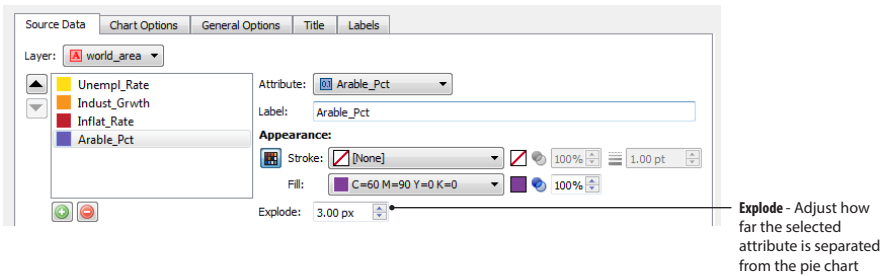 Source Data Chart Options General Options Title Labels
Layer: A world_area
Unempl_Rate
Indust_Grwth
Inflat_Rate
Arable_Pct
Attribute: 0.1 Arable_Pct
Label: Arable_Pct
Appearance:
Stroke: [None] 100% 1.00 pt
Fill: C=60 M=90 Y=0 K=0 100%
Explode: 3.00 px
Explode - Adjust how
far the selected
attribute is separated
from the pie chart